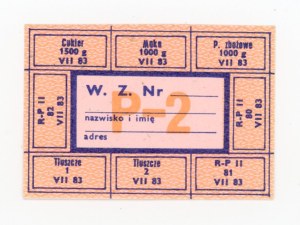 Cukier
1500 g
VII 83
Mąka
1000 g
VII 83
P. zbożowe
1000 g
VII 83
R-P II
82
VII 83
W. Z. Nr
P-2
nazwisko i imię
adres
R-P II
80
VII 83
Tłuszcze
1
VII 83
Tłuszcze
2
VII 83
R-P II
81
VII 83